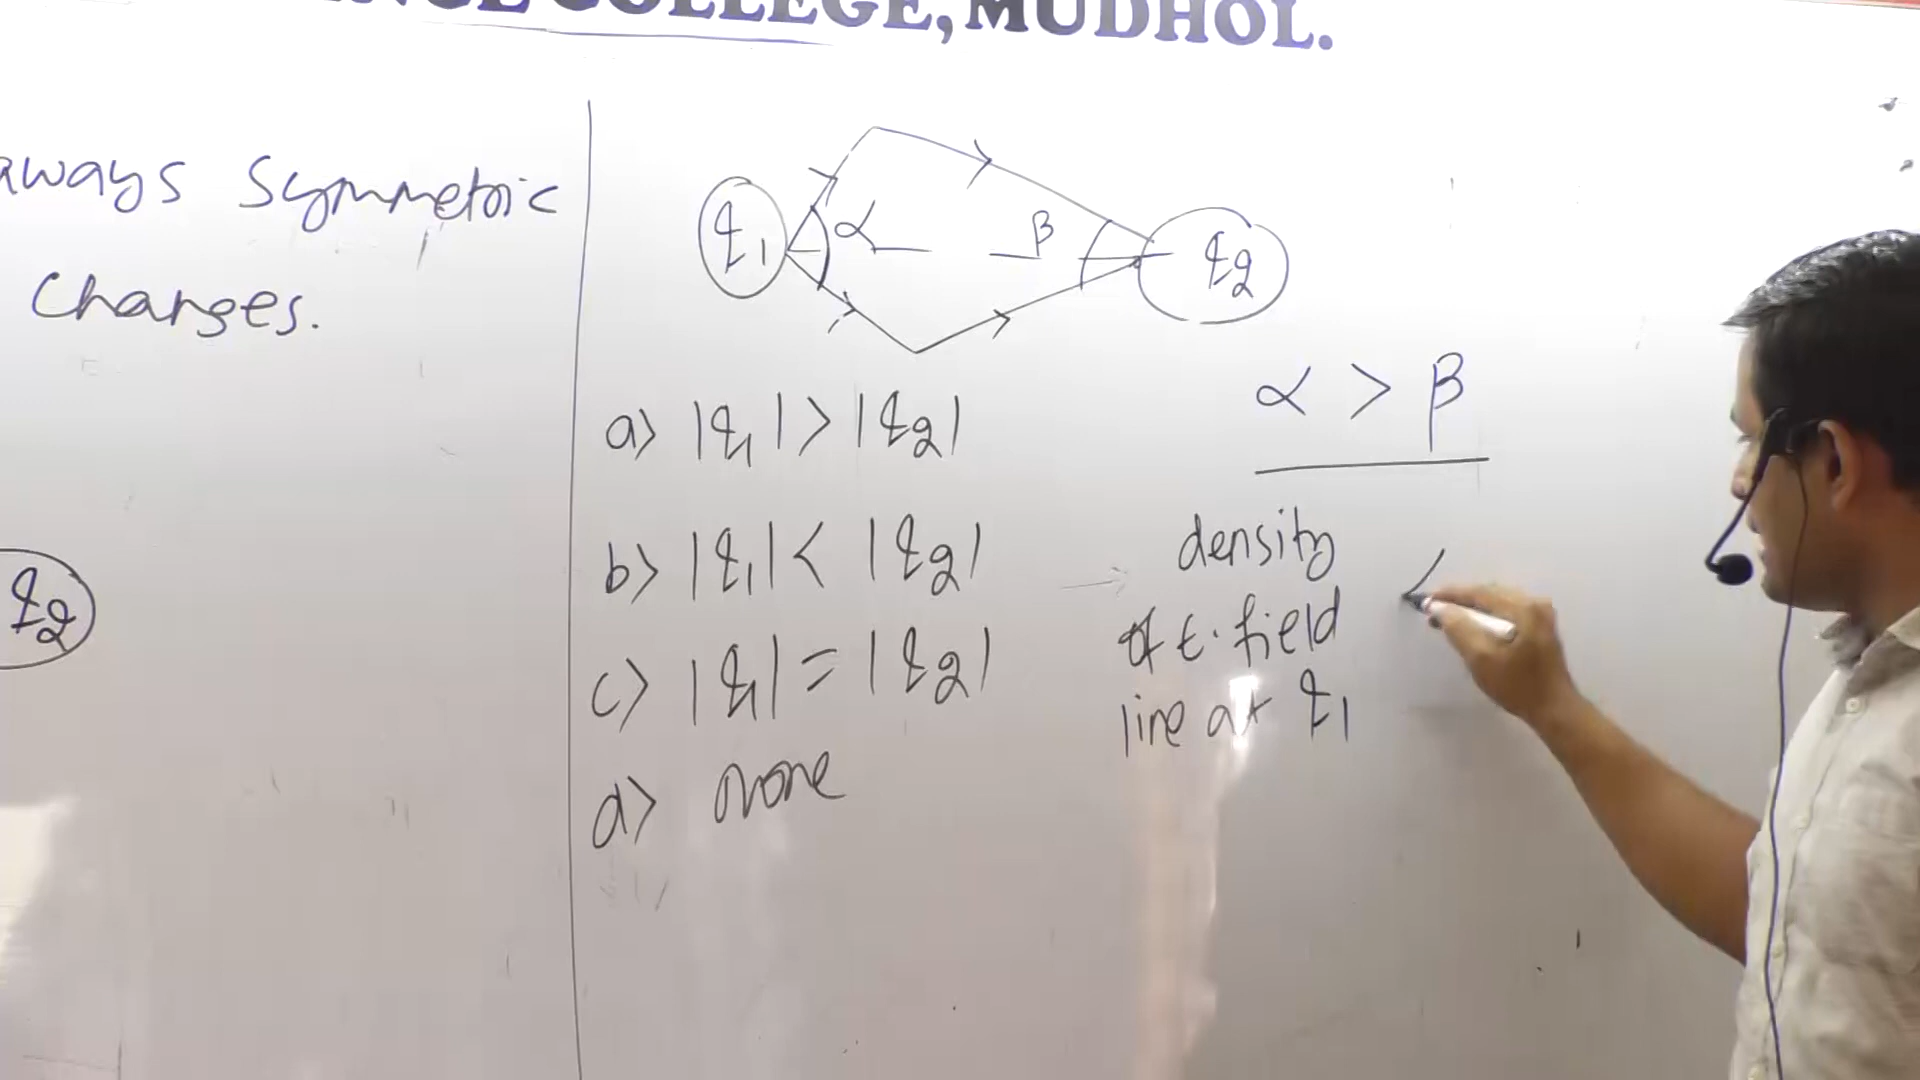 COLLEGE, MUDHOL.
Symmetric
Charges.
q2
q1 α β q2
α > β
a) |q1| > |q2|
b) |q1| < |q2|
c) |q1| = |q2|
d) none
density
of E. field
line at q1
<